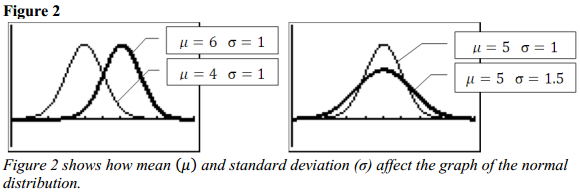 Figure 2
μ = 6 σ = 1
μ = 4 σ = 1
μ = 5 σ = 1
μ = 5 σ = 1.5
Figure 2 shows how mean (μ) and standard deviation (σ) affect the graph of the normal
distribution.